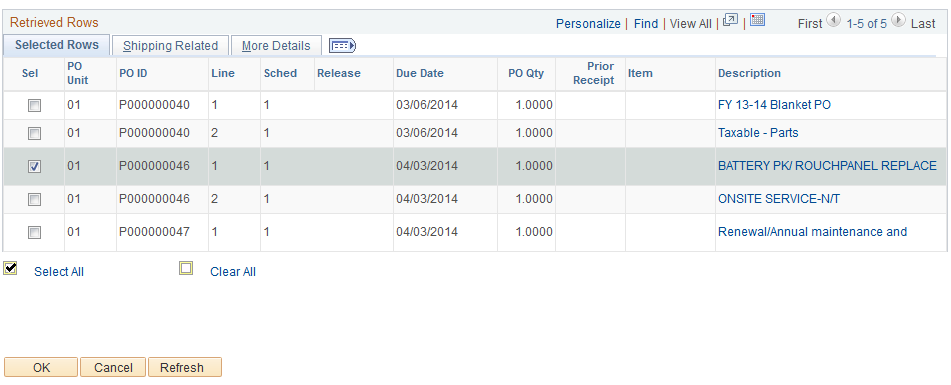 Retrieved Rows Personalize | Find | View All | | First 1-5 of 5 Last
Selected Rows Shipping Related More Details
Sel PO Unit PO ID Line Sched Release Due Date PO Qty Prior Receipt Item Description
01 P000000040 1 1 03/06/2014 1.0000 FY 13-14 Blanket PO
01 P000000040 2 1 03/06/2014 1.0000 Taxable - Parts
01 P000000046 1 1 04/03/2014 1.0000 BATTERY PK/ ROUCHPANEL REPLACE
01 P000000046 2 1 04/03/2014 1.0000 ONSITE SERVICE-N/T
01 P000000047 1 1 04/03/2014 1.0000 Renewal/Annual maintenance and
Select All Clear All
OK Cancel Refresh